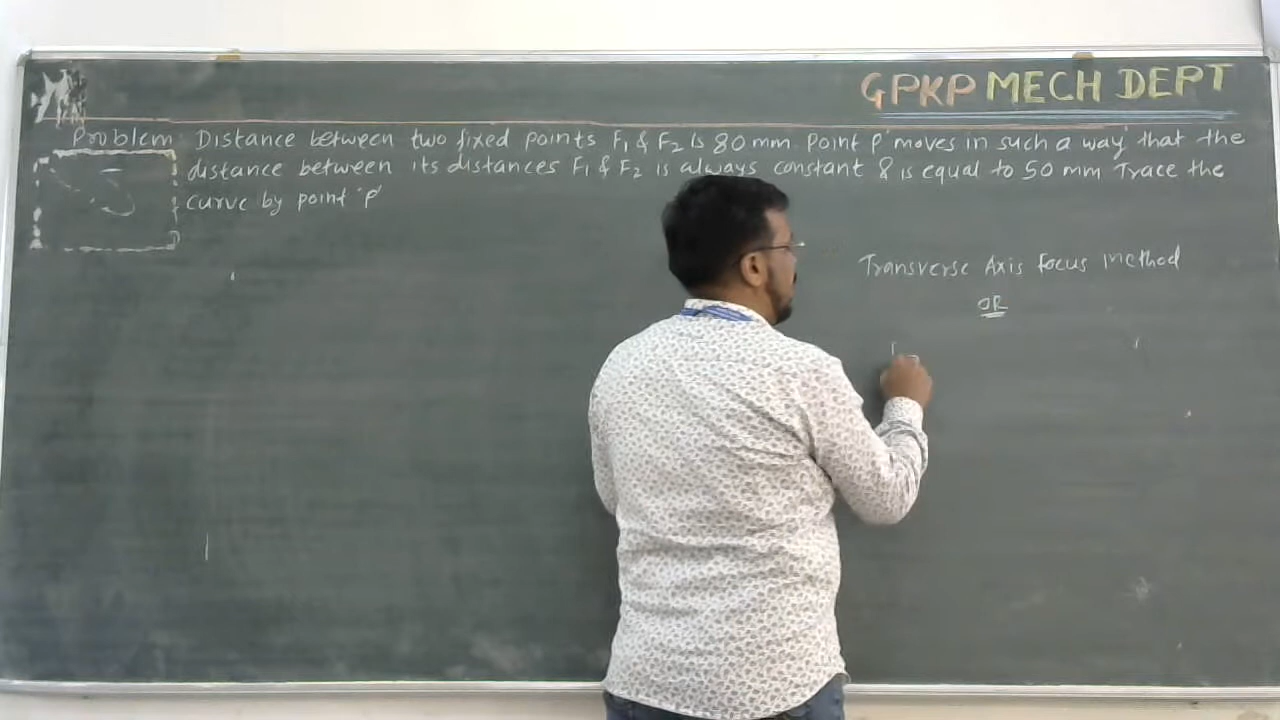 GPKP MECH DEPT
Problem: Distance between two fixed points F1 & F2 is 80 mm. Point 'P' moves in such a way that the
distance between its distances F1 & F2 is always constant & is equal to 50 mm Trace the
curve by point 'P'
Transverse Axis Focus Method
OR